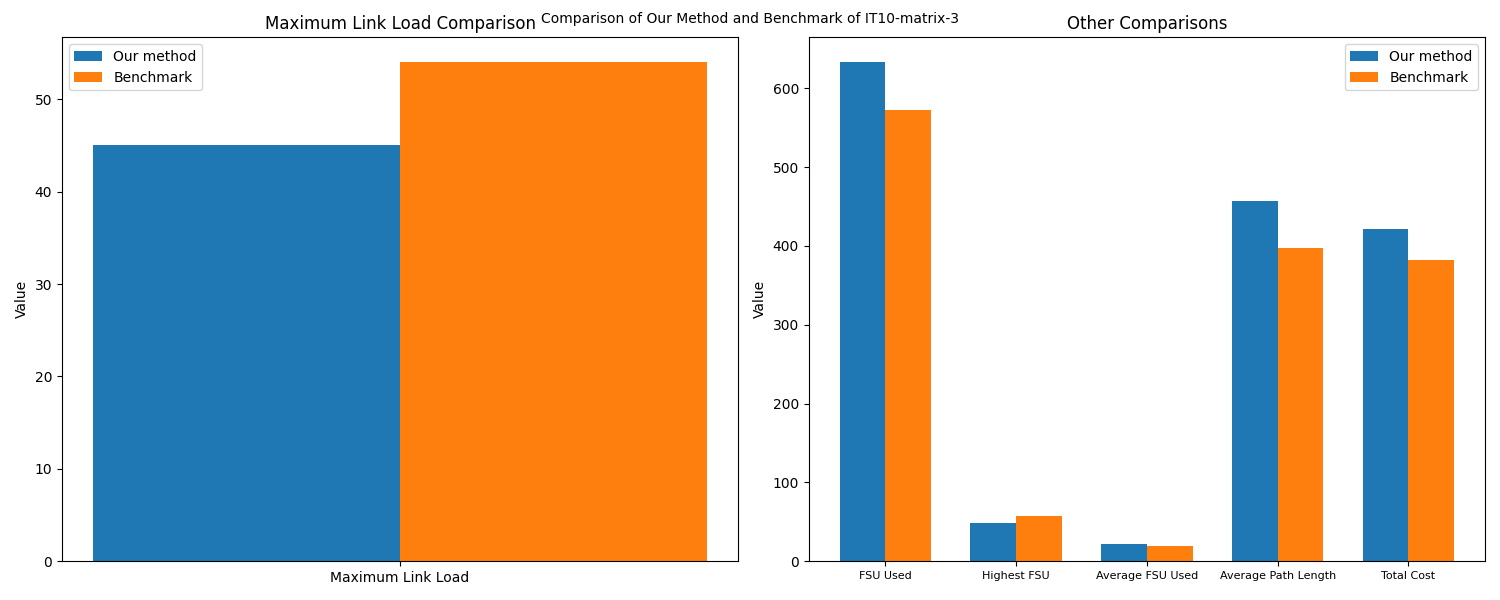 Comparison of Our Method and Benchmark of IT10-matrix-3
Maximum Link Load Comparison
Our method
Benchmark
Value
50
40
30
20
10
0
Maximum Link Load
Other Comparisons
Our method
Benchmark
Value
600
500
400
300
200
100
0
FSU Used
Highest FSU
Average FSU Used
Average Path Length
Total Cost